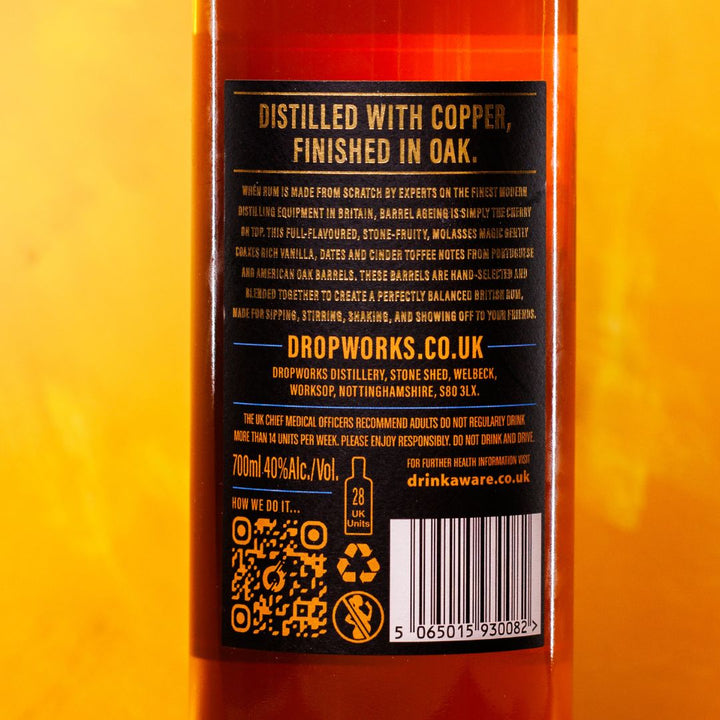 DISTILLED WITH COPPER,
FINISHED IN OAK.
WHEN RUM IS MADE FROM SCRATCH BY EXPERTS ON THE FINEST MODERN
DISTILLING EQUIPMENT IN BRITAIN, BARREL AGEING IS SIMPLY THE CHERRY
ON TOP. THIS FULL-FLAVOURED, STONE-FRUITY, MOLASSES MAGIC GENTLY
COAXES RICH VANILLA, DATES AND CINDER TOFFEE NOTES FROM PORTUGUESE
AND AMERICAN OAK BARRELS. THESE BARRELS ARE HAND-SELECTED AND
BLENDED TOGETHER TO CREATE A PERFECTLY BALANCED BRITISH RUM,
MADE FOR SIPPING, STIRRING, SHAKING, AND SHOWING OFF TO YOUR FRIENDS.
DROPWORKS.CO.UK
DROPWORKS DISTILLERY, STONE SHED, WELBECK,
WORKSOP, NOTTINGHAMSHIRE, S80 3LX.
THE UK CHIEF MEDICAL OFFICERS RECOMMEND ADULTS DO NOT REGULARLY DRINK
MORE THAN 14 UNITS PER WEEK. PLEASE ENJOY RESPONSIBLY. DO NOT DRINK AND DRIVE.
700ml 40%Alc./Vol.
28
UK
Units
FOR FURTHER HEALTH INFORMATION VISIT
drinkaware.co.uk
HOW WE DO IT...
5 065015 930082 >